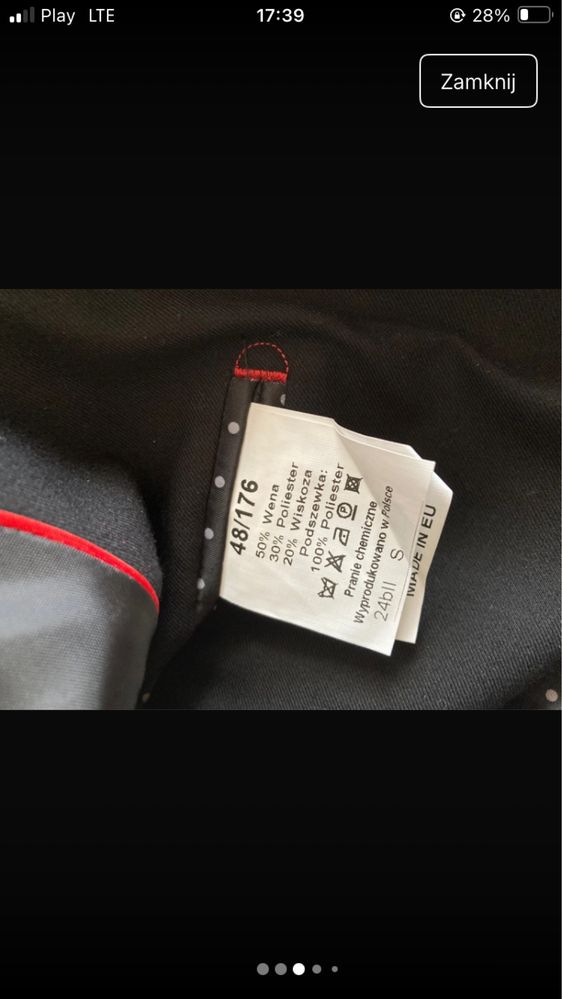 Play LTE
17:39
28%
Zamknij
48/176
50% Wena
30% Poliester
20% Wiskoza
Podszewka:
100% Poliester
Pranie chemiczne
Wyprodukowano w Polsce
24bll S
MADE IN EU